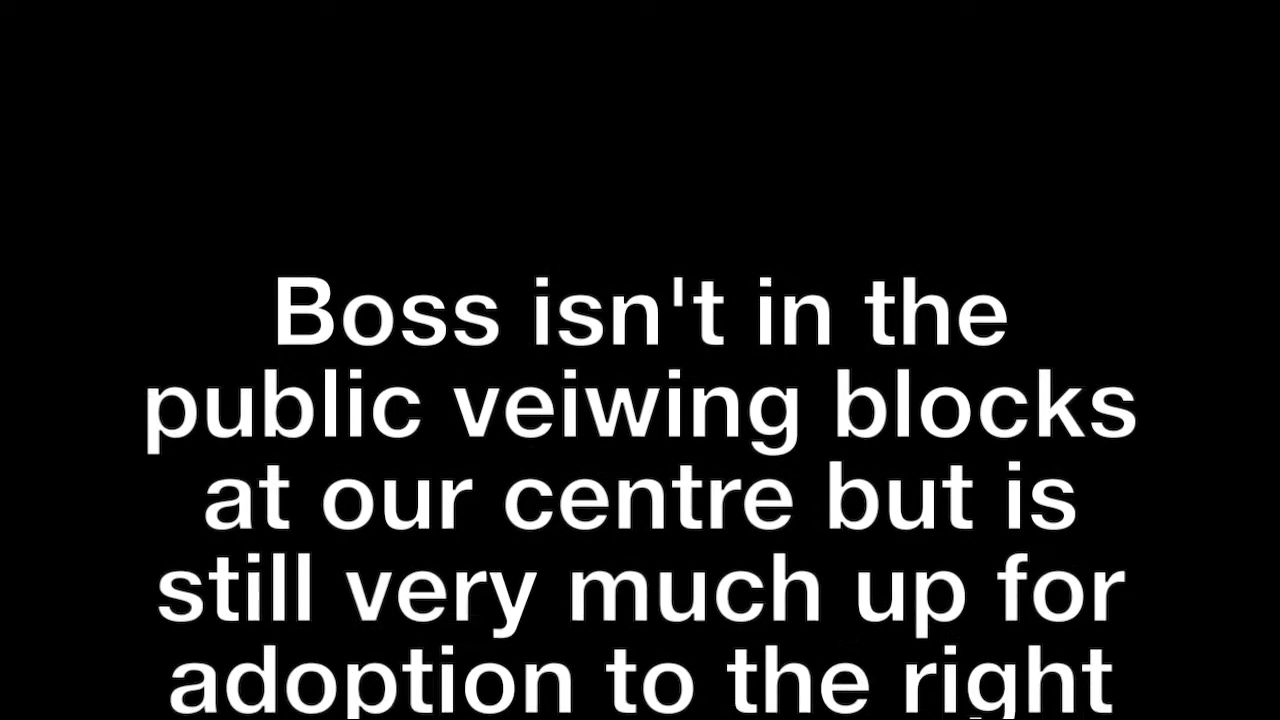 Boss isn't in the
public veiwing blocks
at our centre but is
still very much up for
adoption to the right